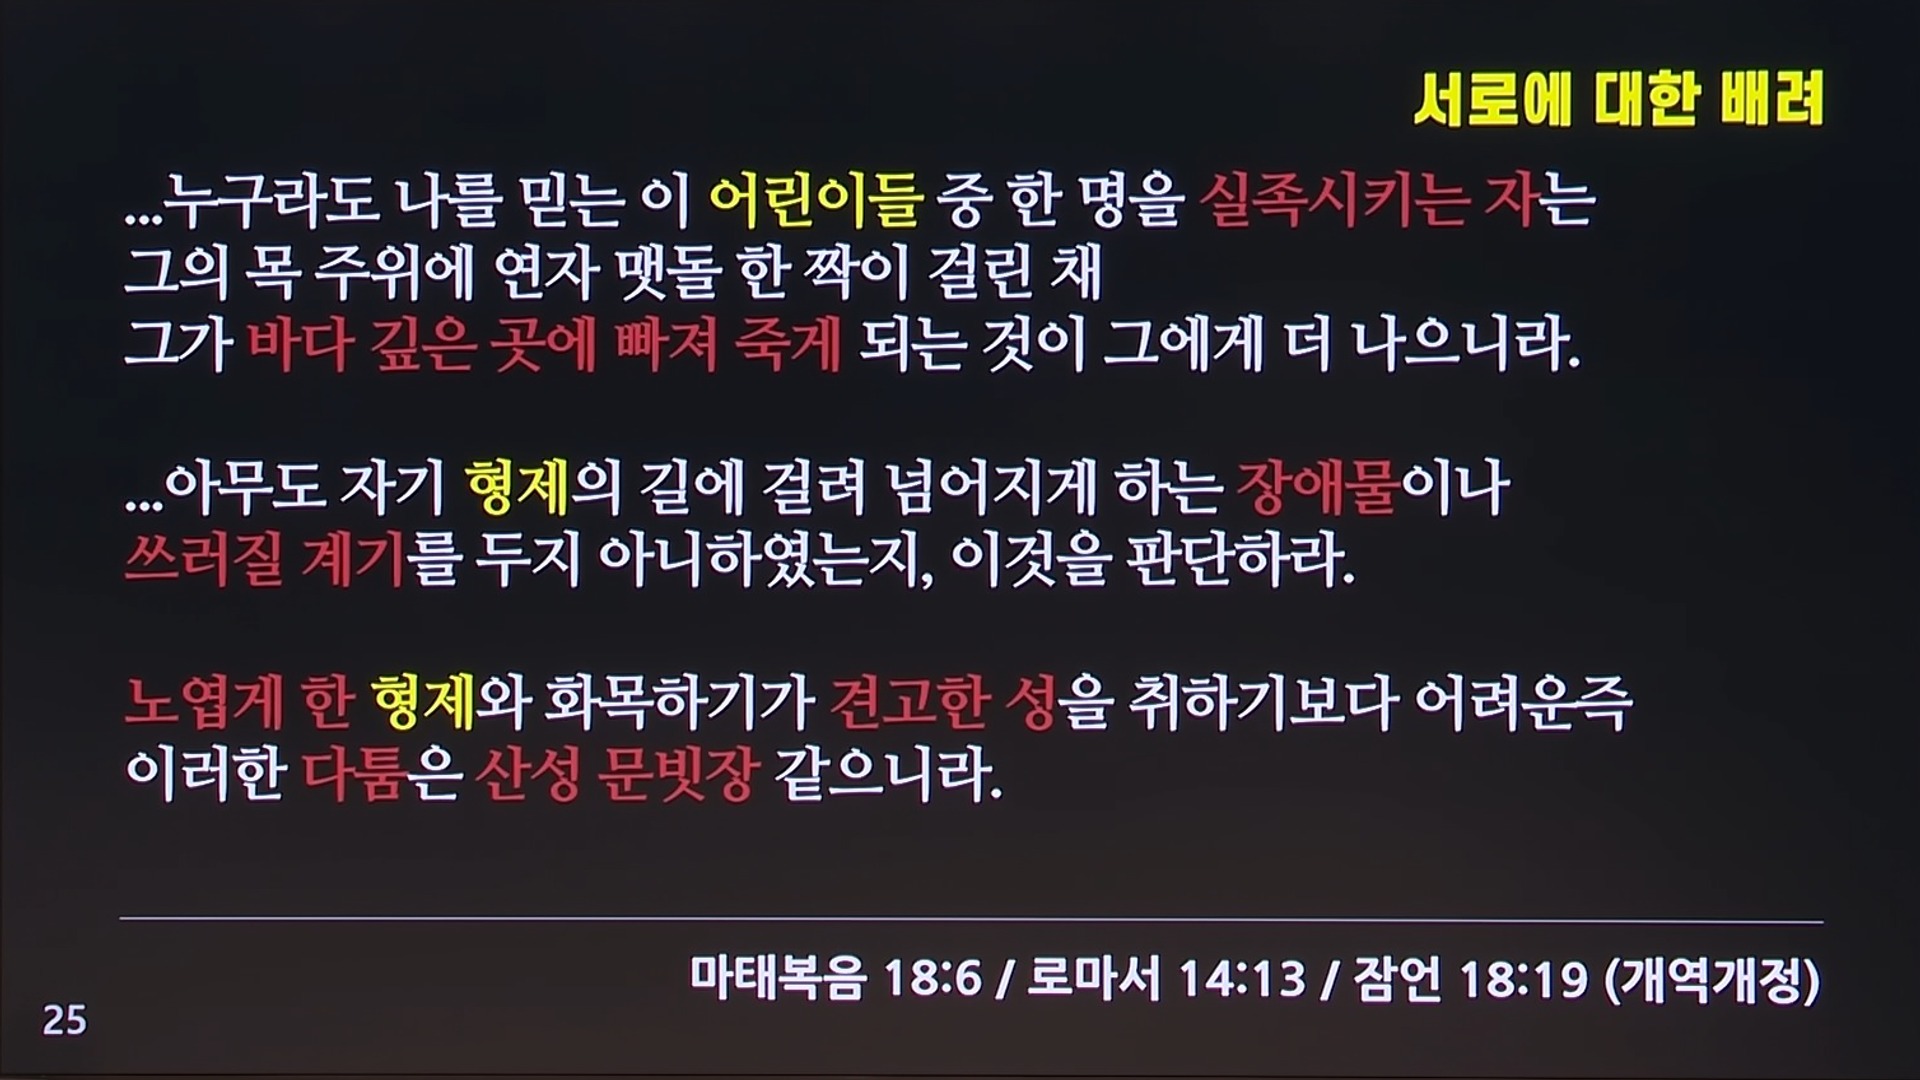 서로에 대한 배려
...누구라도 나를 믿는 이 어린이들 중 한 명을 실족시키는 자는
그의 목 주위에 연자 맷돌 한 짝이 걸린 채
그가 바다 깊은 곳에 빠져 죽게 되는 것이 그에게 더 나으니라.
...아무도 자기 형제의 길에 걸려 넘어지게 하는 장애물이나
쓰러질 계기를 두지 아니하였는지, 이것을 판단하라.
노엽게 한 형제와 화목하기가 견고한 성을 취하기보다 어려운즉
이러한 다툼은 산성 문빗장 같으니라.
마태복음 18:6 / 로마서 14:13 / 잠언 18:19 (개역개정)
25